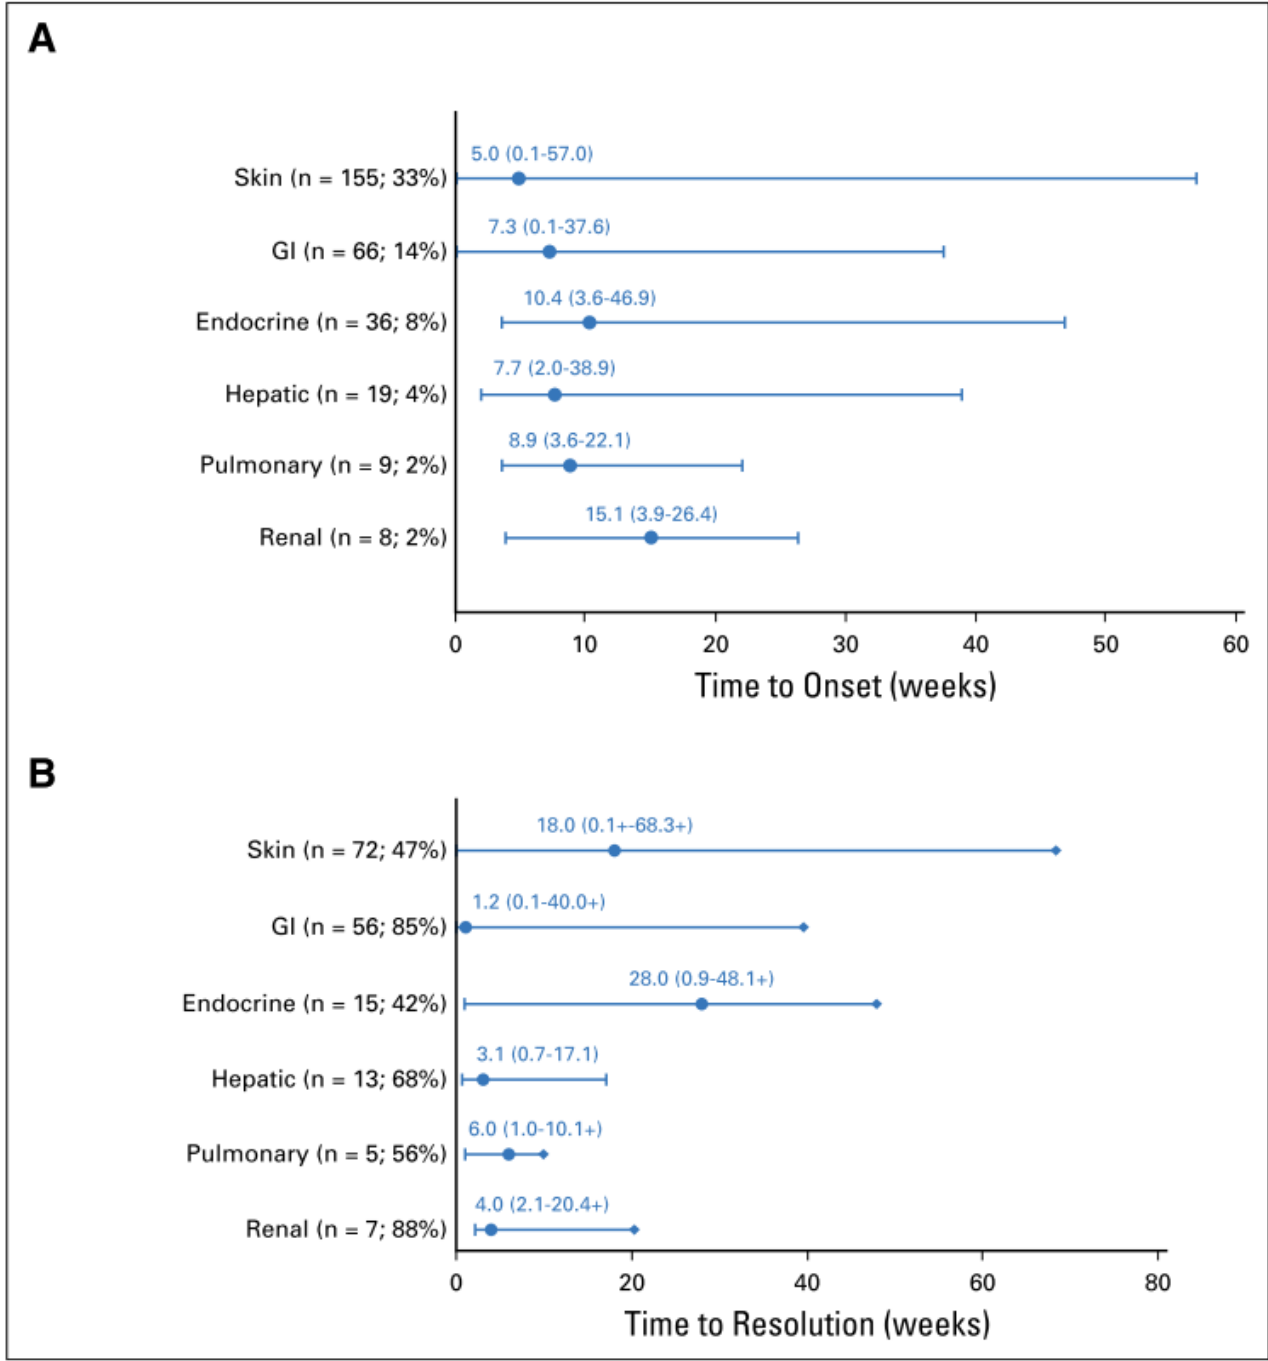 A
5.0 (0.1-57.0)
Skin (n = 155; 33%)
7.3 (0.1-37.6)
GI (n = 66; 14%)
10.4 (3.6-46.9)
Endocrine (n = 36; 8%)
7.7 (2.0-38.9)
Hepatic (n = 19; 4%)
8.9 (3.6-22.1)
Pulmonary (n = 9; 2%)
15.1 (3.9-26.4)
Renal (n = 8; 2%)
0 10 20 30 40 50 60
Time to Onset (weeks)
B
18.0 (0.1+-68.3+)
Skin (n = 72; 47%)
1.2 (0.1-40.0+)
GI (n = 56; 85%)
28.0 (0.9-48.1+)
Endocrine (n = 15; 42%)
3.1 (0.7-17.1)
Hepatic (n = 13; 68%)
6.0 (1.0-10.1+)
Pulmonary (n = 5; 56%)
4.0 (2.1-20.4+)
Renal (n = 7; 88%)
0 20 40 60 80
Time to Resolution (weeks)